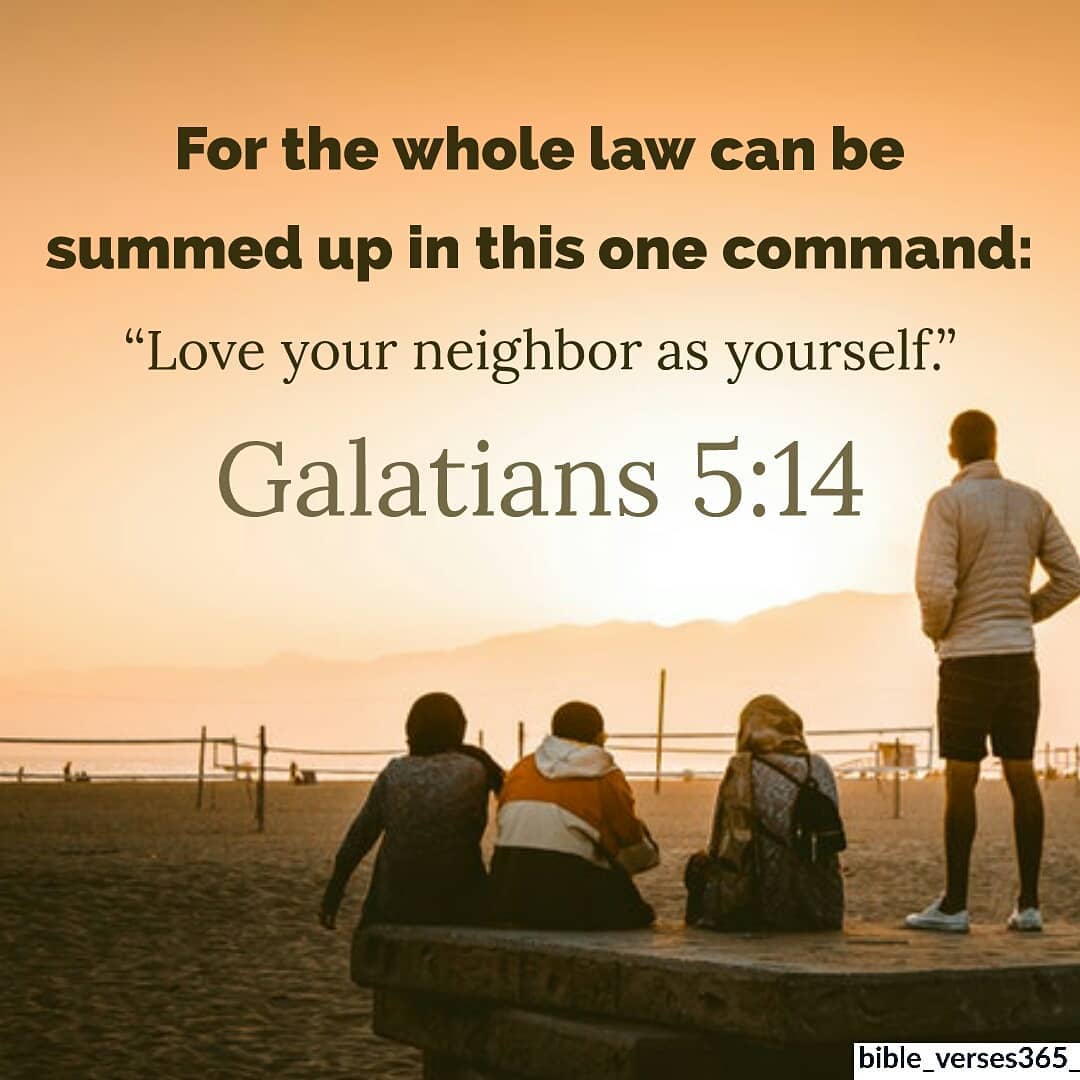 For the whole law can be
summed up in this one command:
“Love your neighbor as yourself.”
Galatians 5:14
bible_verses365_